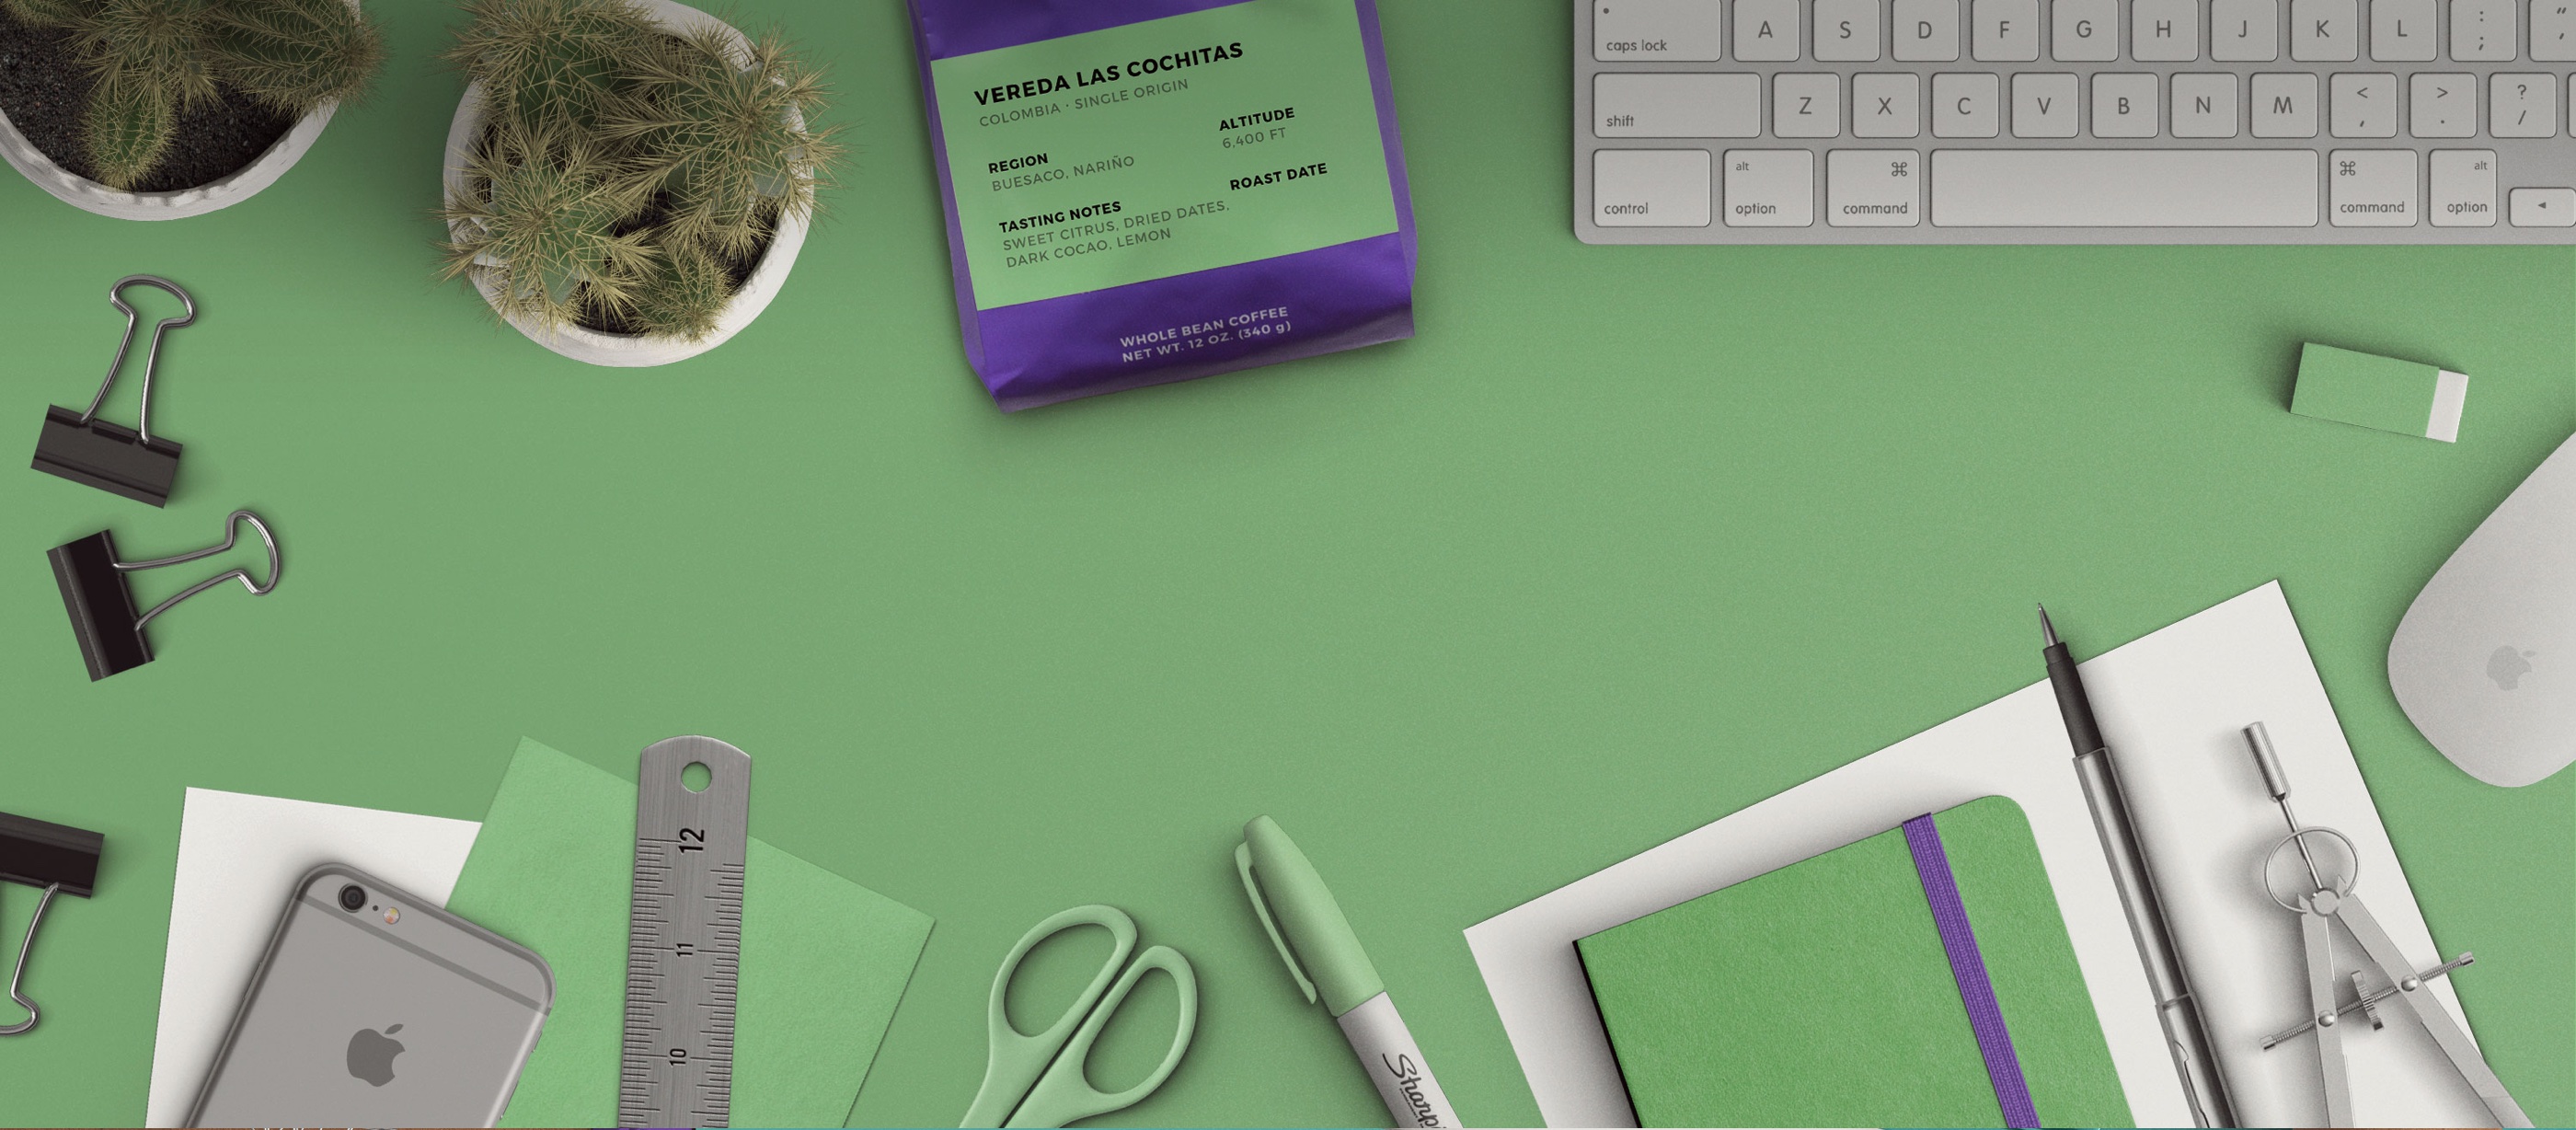 VEREDA LAS COCHITAS
COLOMBIA · SINGLE ORIGIN
ALTITUDE
6,400 FT
REGION
BUESACO, NARIÑO
ROAST DATE
TASTING NOTES
SWEET CITRUS, DRIED DATES,
DARK COCAO, LEMON
WHOLE BEAN COFFEE
NET WT. 12 OZ. (340 g)
caps lock A S D F G H J K L : ; " '
shift Z X C V B N M < , > . ? /
control alt option ⌘ command ⌘ command alt option ◄
12
11
10
Sharpie